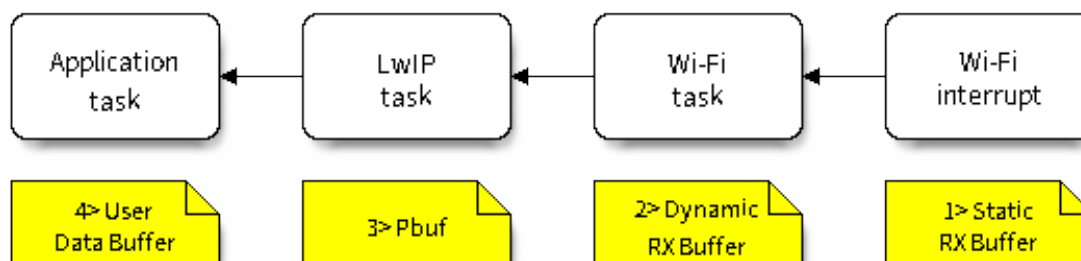 Application
task
LwIP
task
Wi-Fi
task
Wi-Fi
interrupt
4> User
Data Buffer
3> Pbuf
2> Dynamic
RX Buffer
1> Static
RX Buffer